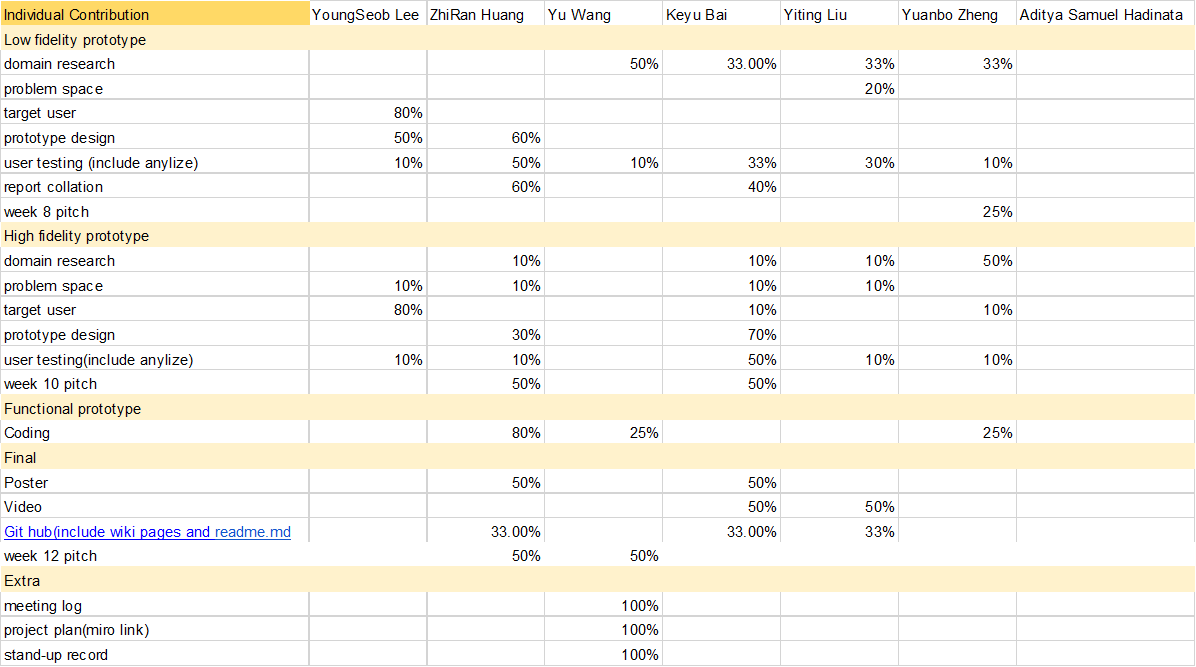 Individual Contribution YoungSeob Lee ZhiRan Huang Yu Wang Keyu Bai Yiting Liu Yuanbo Zheng Aditya Samuel Hadinata
Low fidelity prototype
domain research 50% 33.00% 33% 33%
problem space 20%
target user 80%
prototype design 50% 60%
user testing (include anylize) 10% 50% 10% 33% 30% 10%
report collation 60% 40%
week 8 pitch 25%
High fidelity prototype
domain research 10% 10% 10% 50%
problem space 10% 10% 10% 10%
target user 80% 10% 10%
prototype design 30% 70%
user testing(include anylize) 10% 10% 50% 10% 10%
week 10 pitch 50% 50%
Functional prototype
Coding 80% 25% 25%
Final
Poster 50% 50%
Video 50% 50%
Git hub(include wiki pages and readme.md 33.00% 33.00% 33%
week 12 pitch 50% 50%
Extra
meeting log 100%
project plan(miro link) 100%
stand-up record 100%